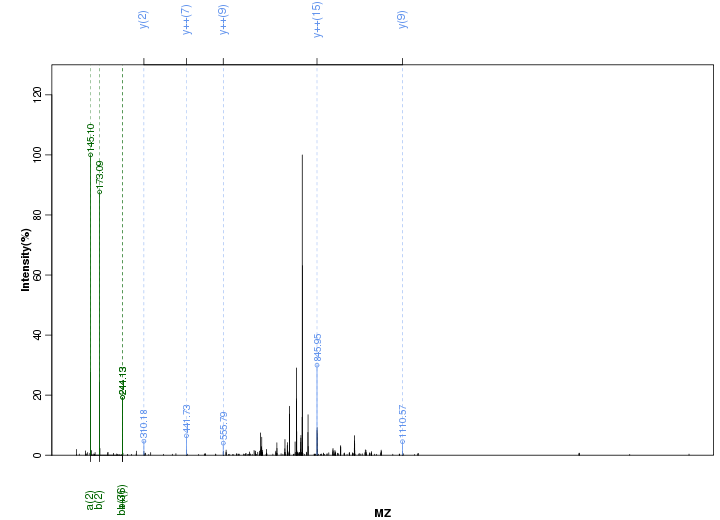 y(2) y++(7) y++(9) y++(15) y(9)
Intensity(%)
0 20 40 60 80 100 120
145.10
173.09
244.13
310.18
441.73
555.79
845.95
1110.57
a(2) b(2)
MZ